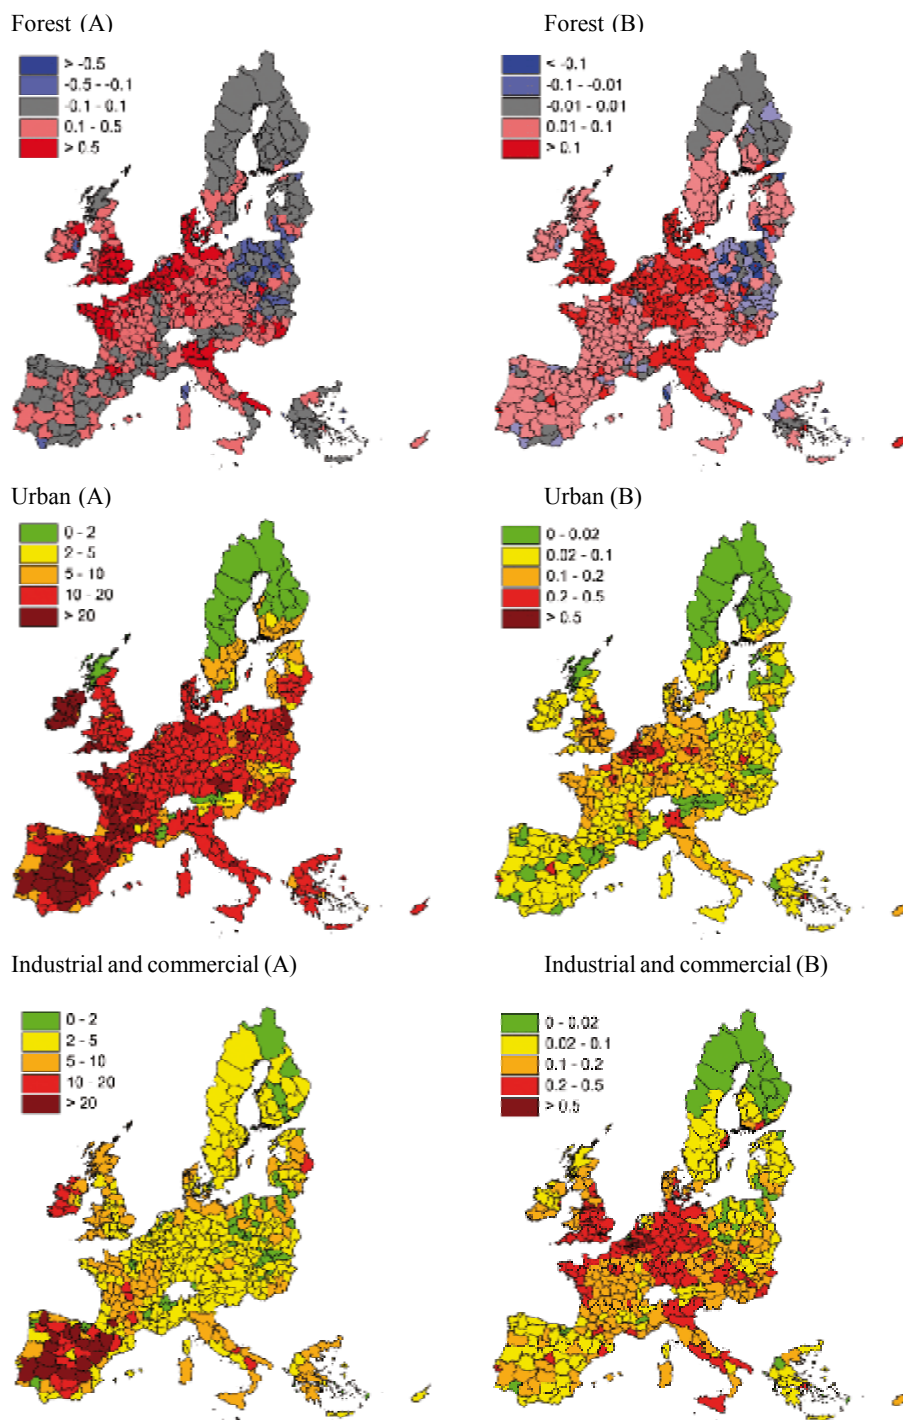 Forest (A)
> -0.5
-0.5 - -0.1
-0.1 - 0.1
0.1 - 0.5
> 0.5
Forest (B)
< -0.1
-0.1 - -0.01
-0.01 - 0.01
0.01 - 0.1
> 0.1
Urban (A)
0 - 2
2 - 5
5 - 10
10 - 20
> 20
Urban (B)
0 - 0.02
0.02 - 0.1
0.1 - 0.2
0.2 - 0.5
> 0.5
Industrial and commercial (A)
0 - 2
2 - 5
5 - 10
10 - 20
> 20
Industrial and commercial (B)
0 - 0.02
0.02 - 0.1
0.1 - 0.2
0.2 - 0.5
> 0.5